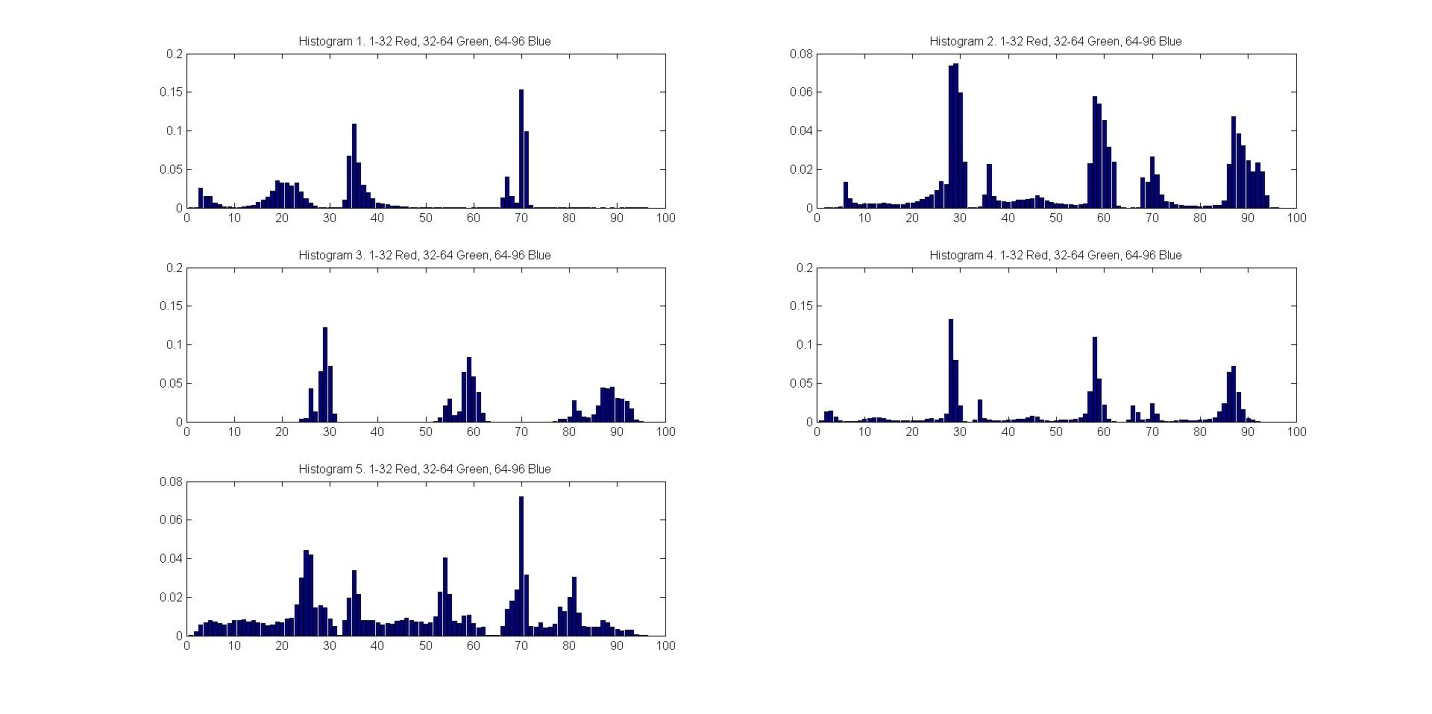 Histogram 1. 1-32 Red, 32-64 Green, 64-96 Blue
0.2
0.15
0.1
0.05
0
0 10 20 30 40 50 60 70 80 90 100
Histogram 2. 1-32 Red, 32-64 Green, 64-96 Blue
0.08
0.06
0.04
0.02
0
0 10 20 30 40 50 60 70 80 90 100
Histogram 3. 1-32 Red, 32-64 Green, 64-96 Blue
0.2
0.15
0.1
0.05
0
0 10 20 30 40 50 60 70 80 90 100
Histogram 4. 1-32 Red, 32-64 Green, 64-96 Blue
0.2
0.15
0.1
0.05
0
0 10 20 30 40 50 60 70 80 90 100
Histogram 5. 1-32 Red, 32-64 Green, 64-96 Blue
0.08
0.06
0.04
0.02
0
0 10 20 30 40 50 60 70 80 90 100